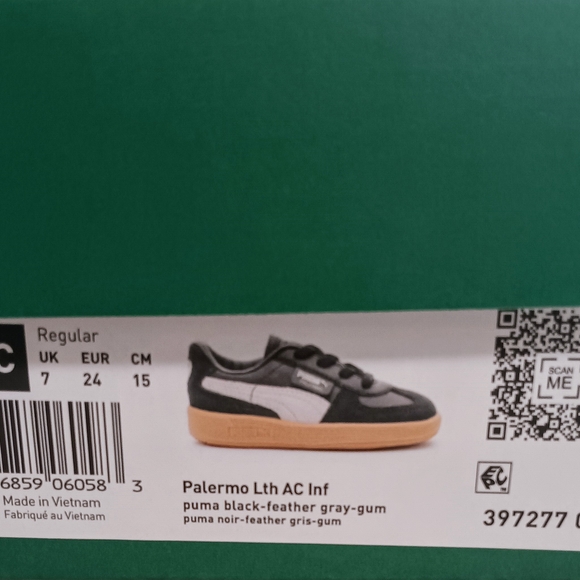 C
Regular
UK EUR CM
7 24 15
6859 06058 3
Made in Vietnam
Fabriqué au Vietnam
Palermo Lth AC Inf
puma black-feather gray-gum
puma noir-feather gris-gum
SCAN
ME
397277